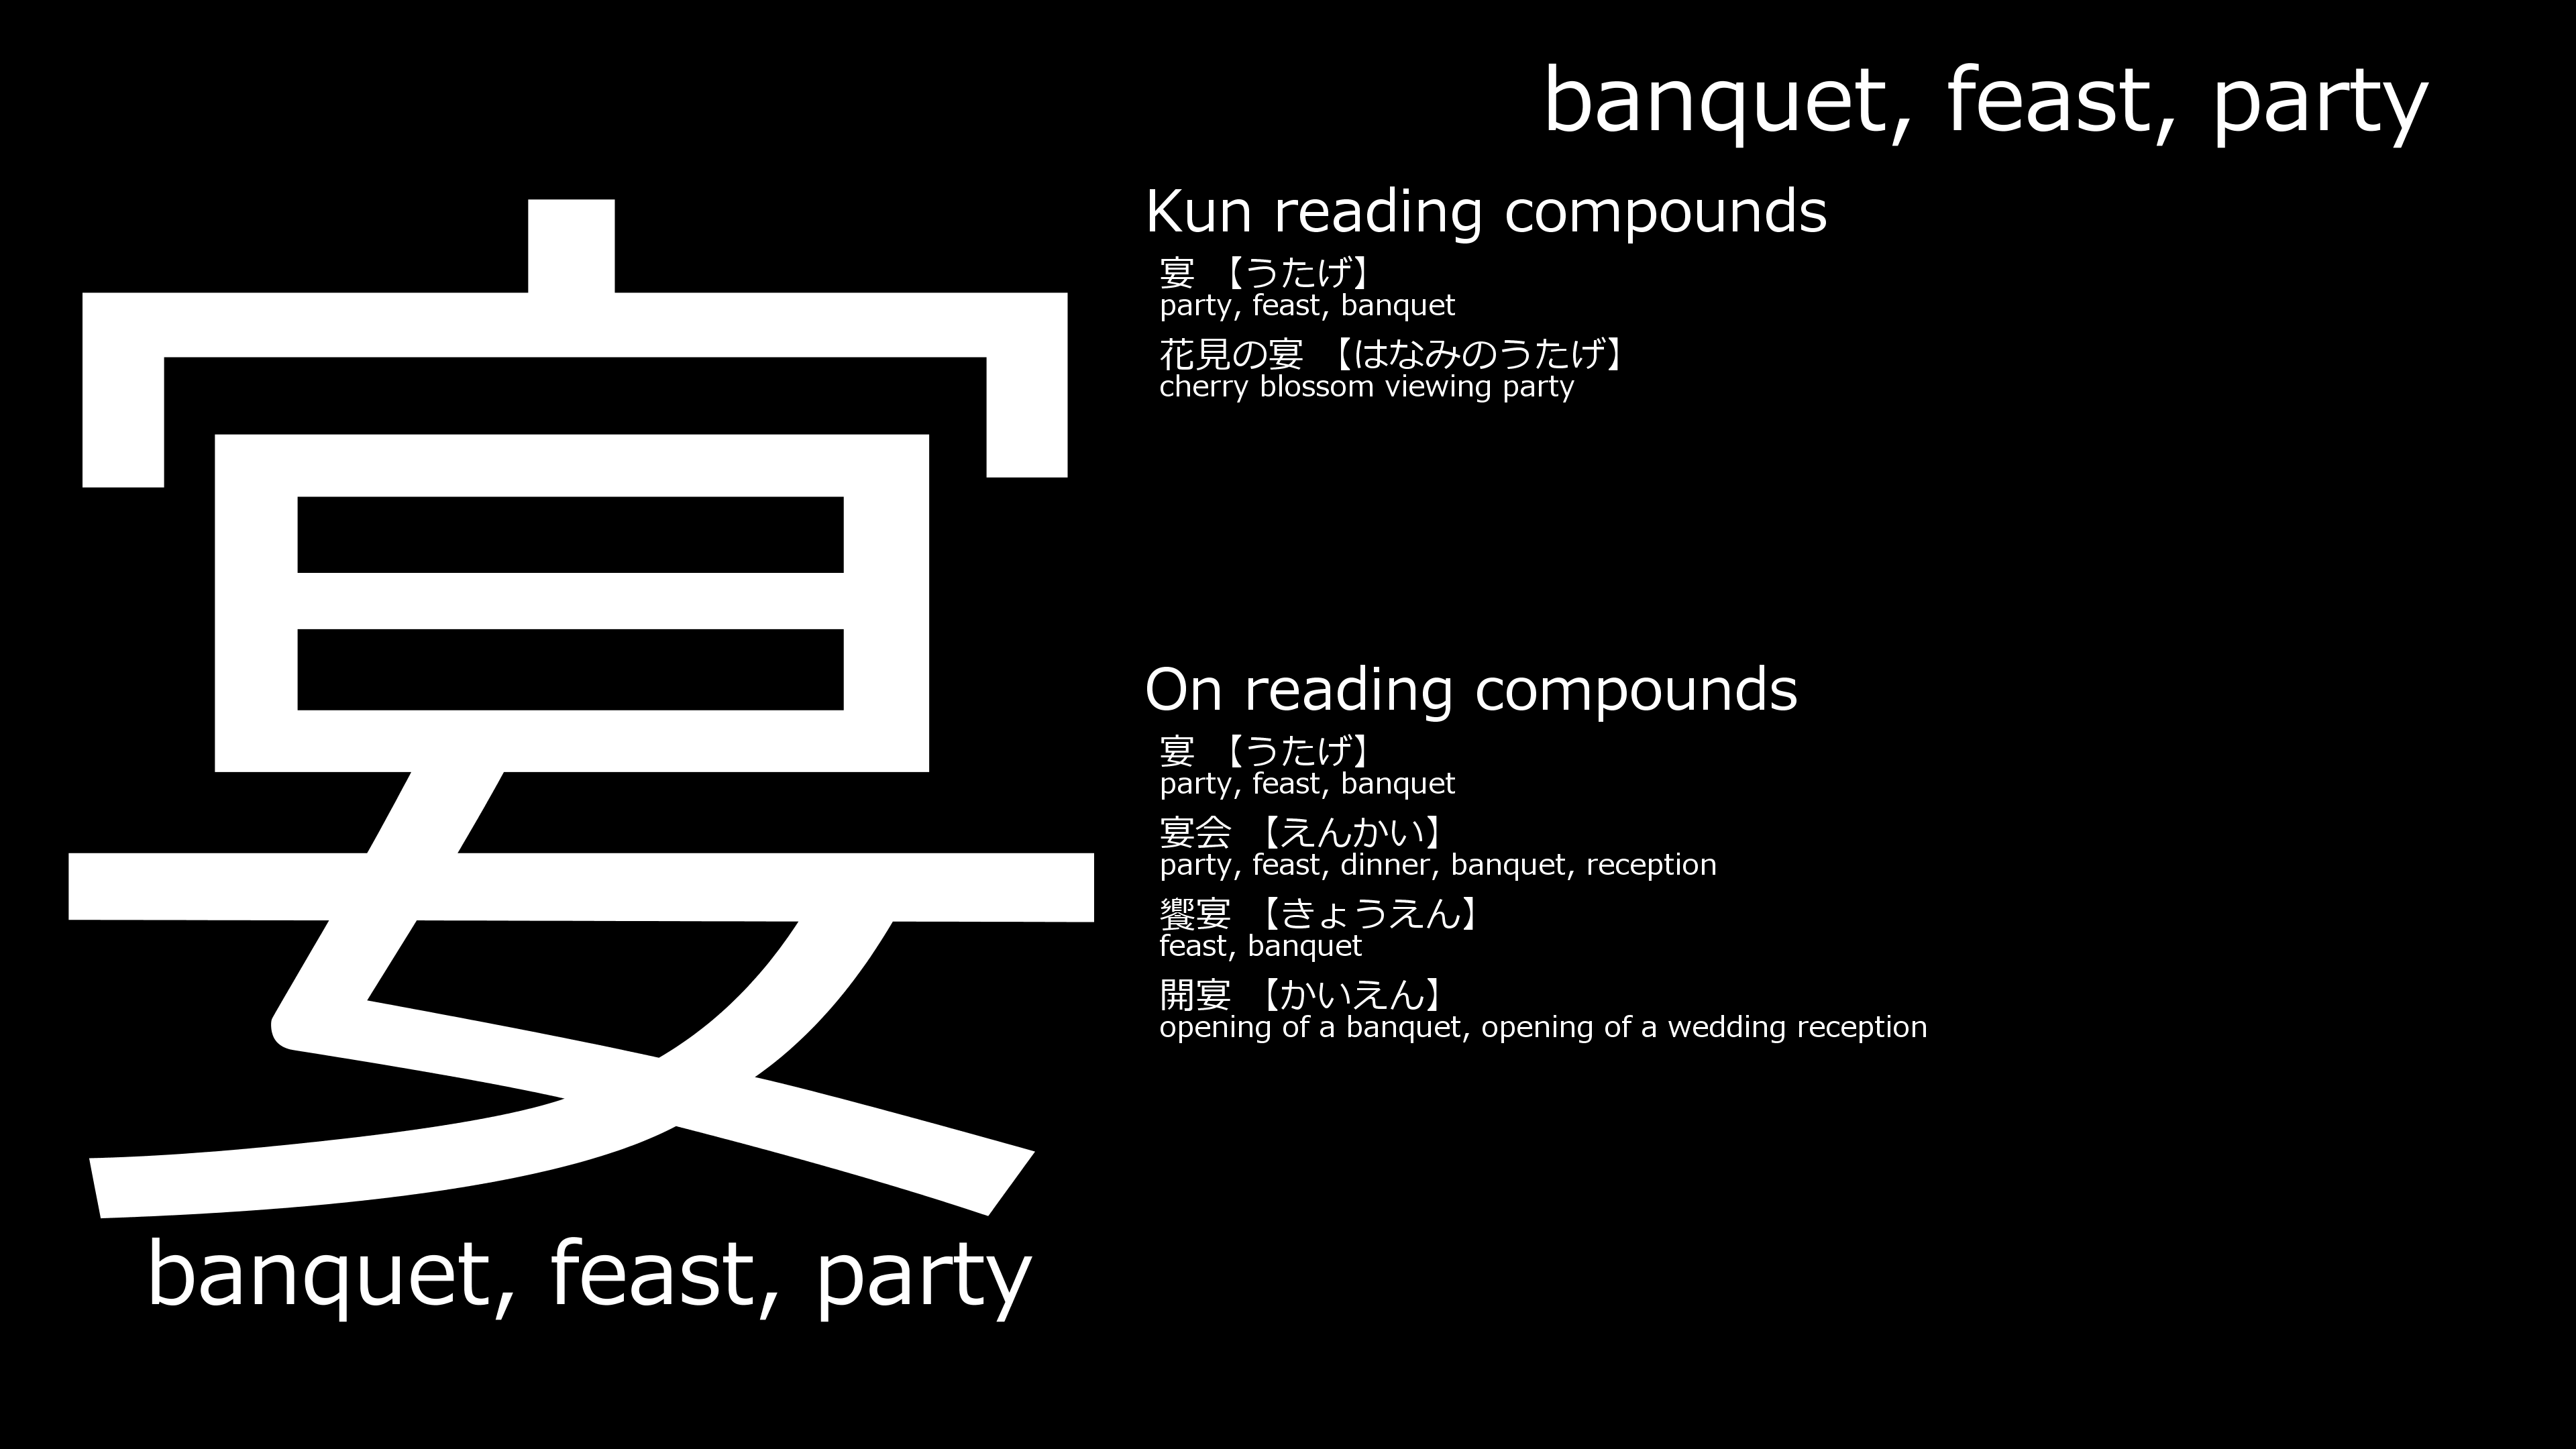 banquet, feast, party
宴
banquet, feast, party
Kun reading compounds
宴 【うたげ】
party, feast, banquet
花見の宴 【はなみのうたげ】
cherry blossom viewing party
On reading compounds
宴 【うたげ】
party, feast, banquet
宴会 【えんかい】
party, feast, dinner, banquet, reception
饗宴 【きょうえん】
feast, banquet
開宴 【かいえん】
opening of a banquet, opening of a wedding reception